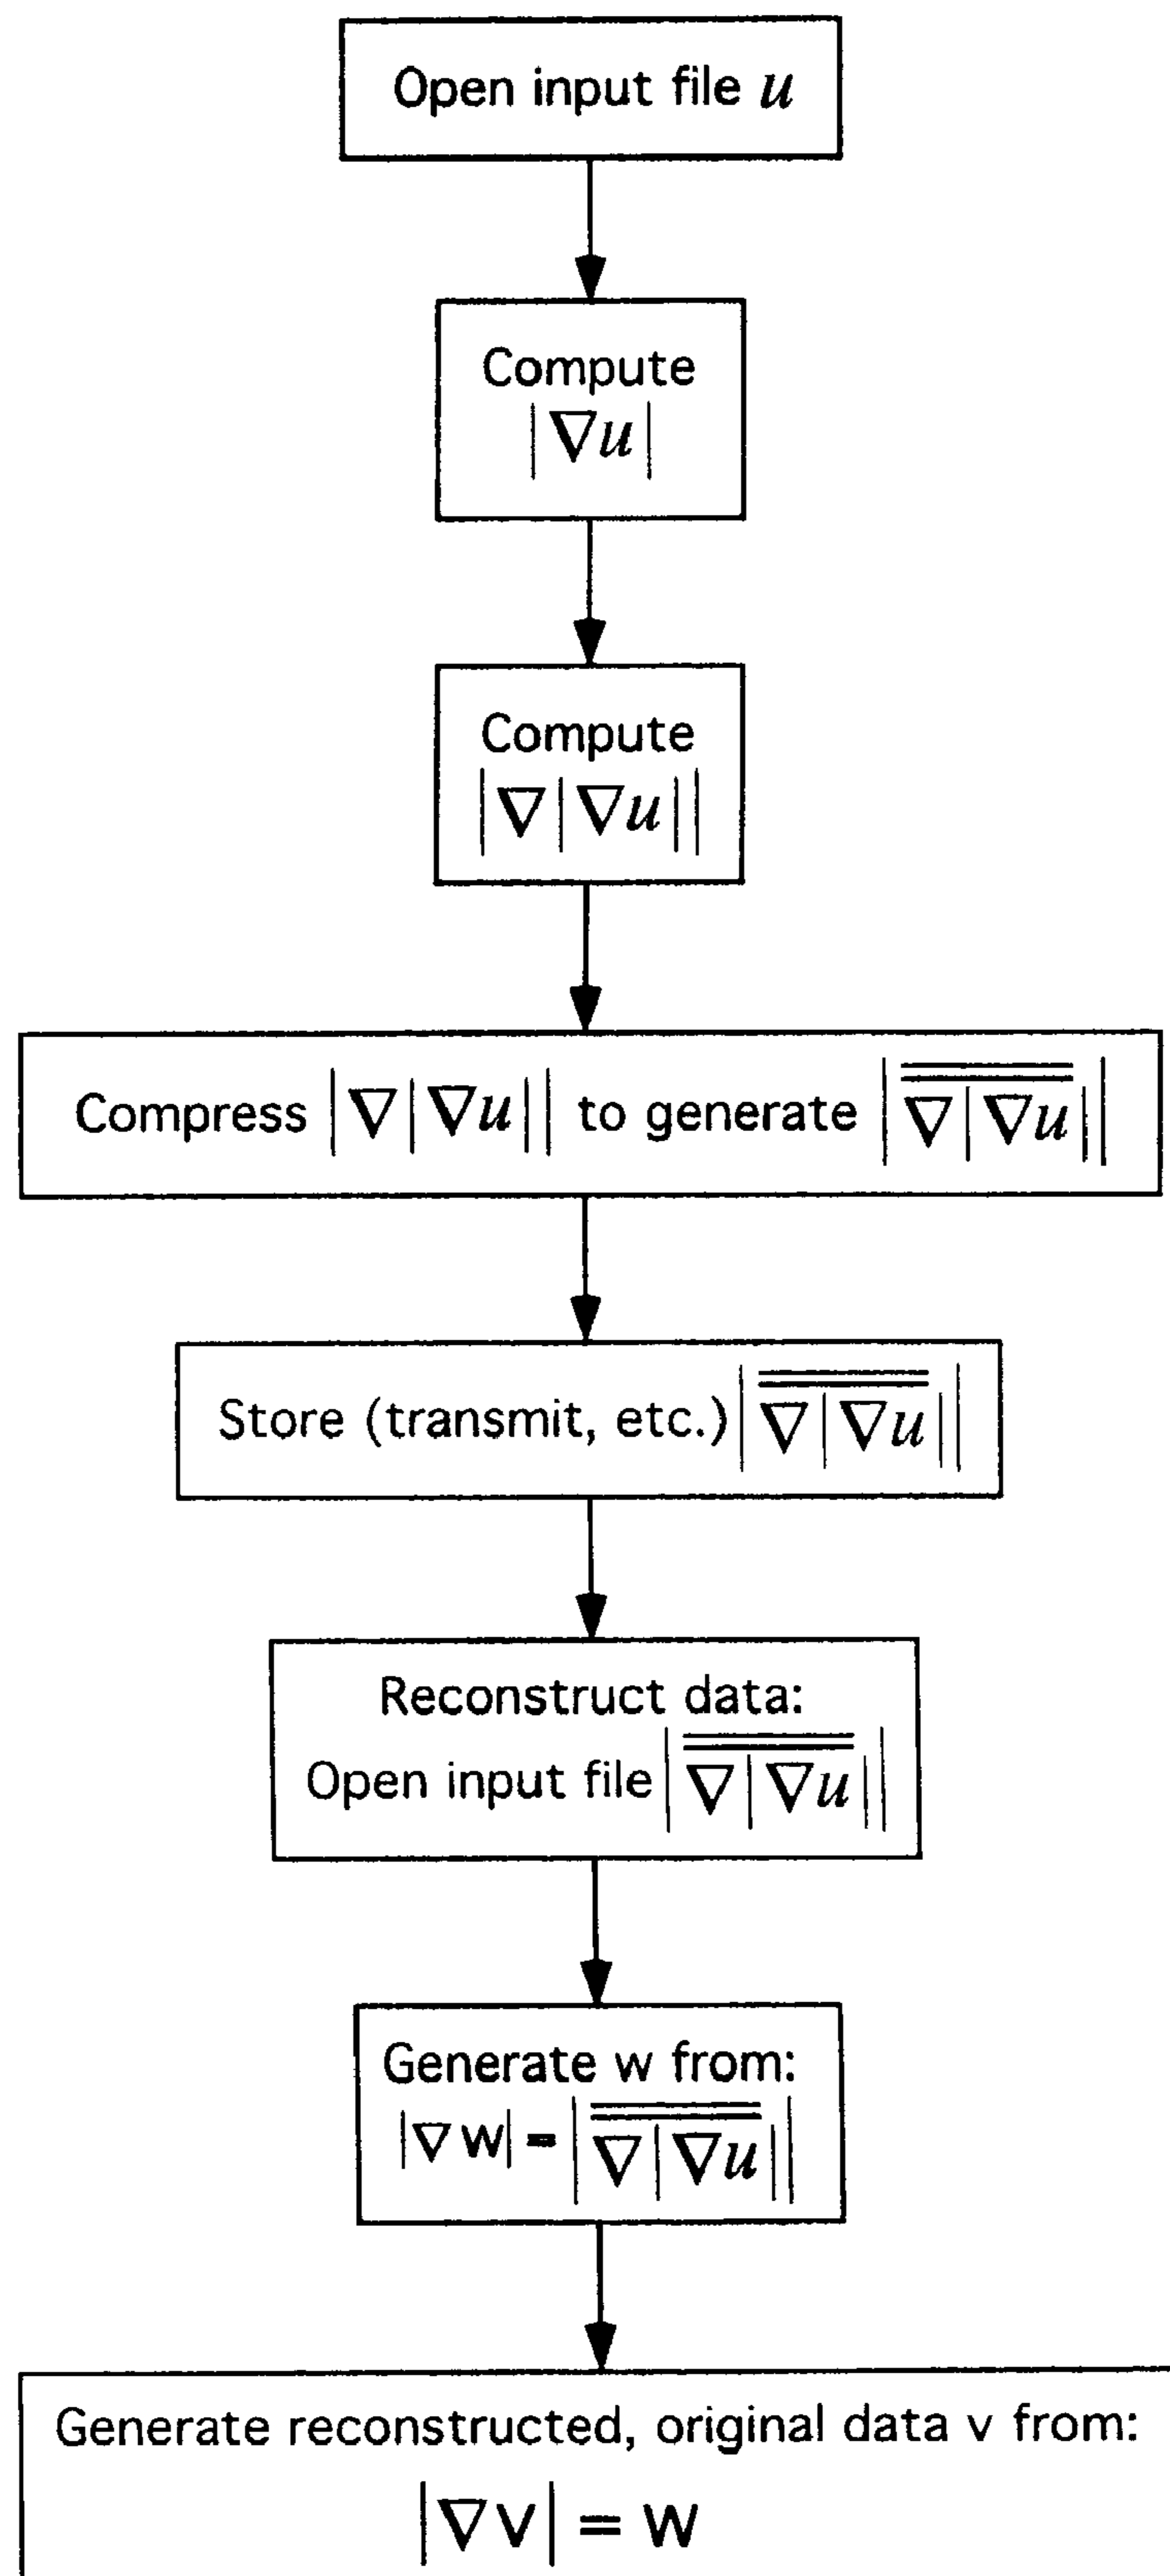 Open input file u
Compute
|∇u|
Compute
|∇|∇u||
Compress |∇|∇u|| to generate |̿∇̿|̿∇̿u̿||
Store (transmit, etc.) |̿∇̿|̿∇̿u̿||
Reconstruct data:
Open input file |̿∇̿|̿∇̿u̿||
Generate w from:
|∇w| = |̿∇̿|̿∇̿u̿||
Generate reconstructed, original data v from:
|∇v| = w